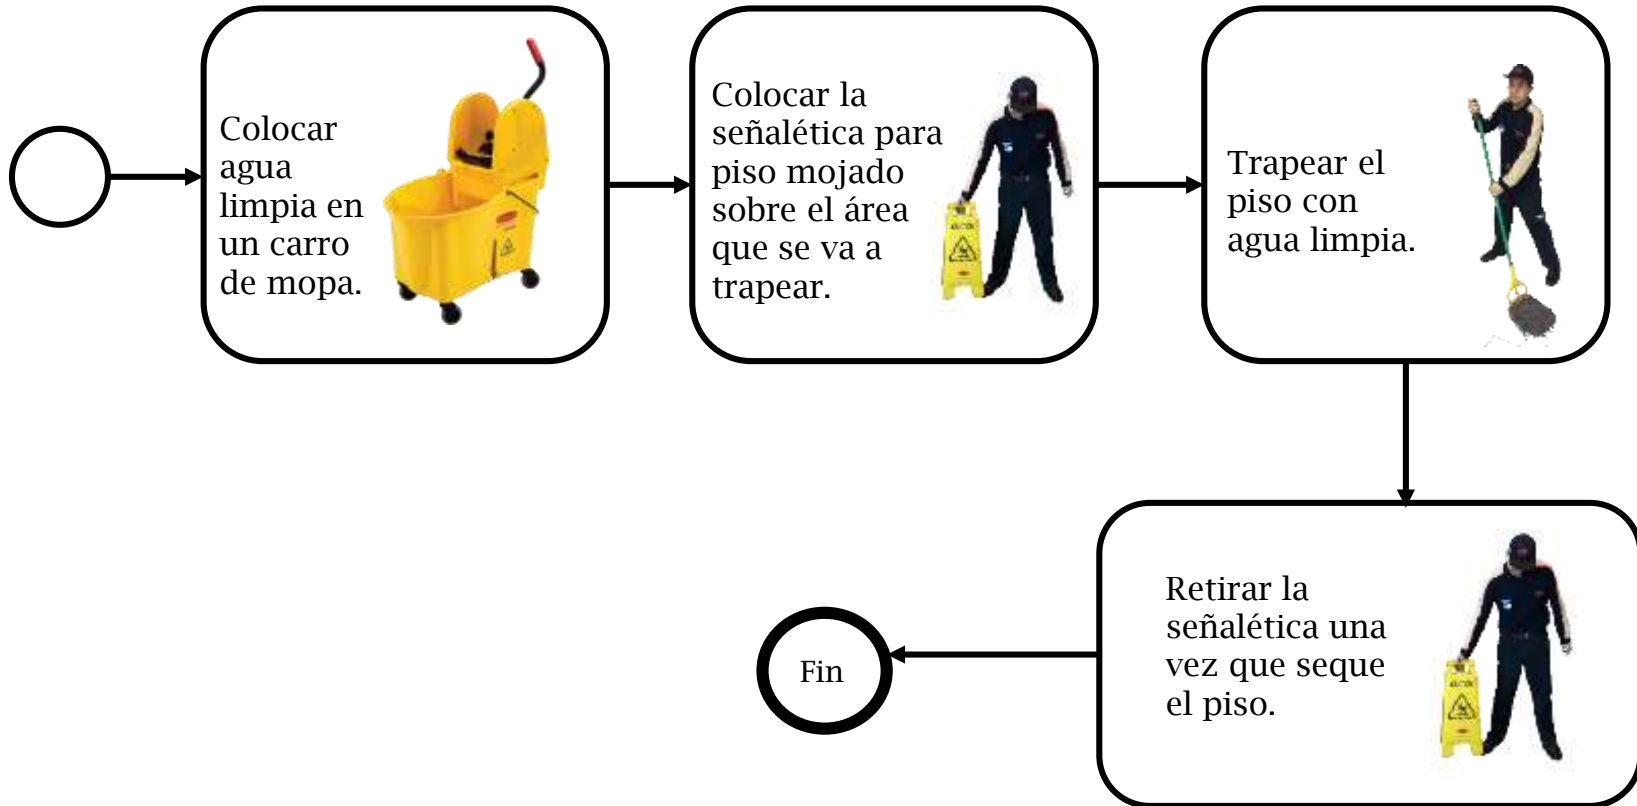 Colocar
agua
limpia en
un carro
de mopa.
Colocar la
señalética para
piso mojado
sobre el área
que se va a
trapear.
Trapear el
piso con
agua limpia.
Retirar la
señalética una
vez que seque
el piso.
Fin